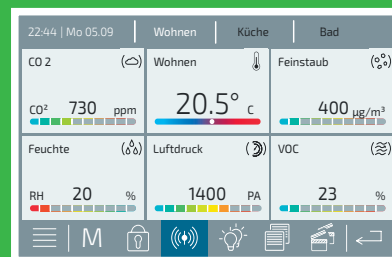 22:44 | Mo 05.09 Wohnen Küche Bad
CO 2 Wohnen Feinstaub
CO² 730 ppm 20.5° c 400 µg/m³
Feuchte Luftdruck VOC
RH 20 % 1400 PA 23 %
M